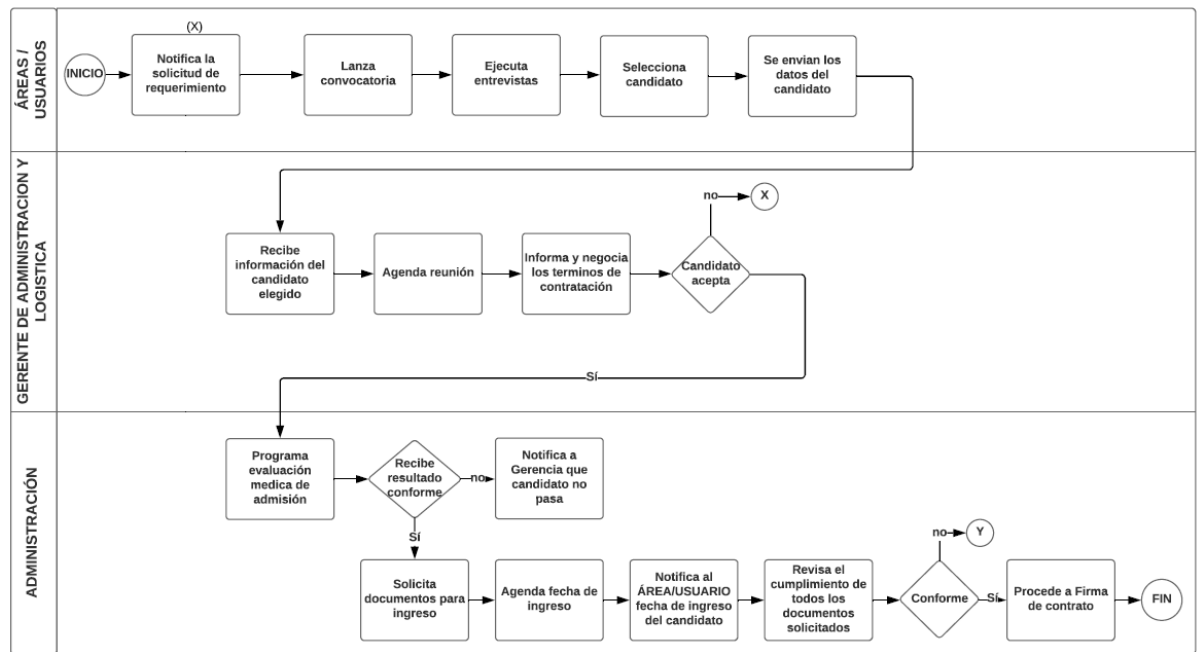 ÁREAS /
USUARIOS
INICIO
(X)
Notifica la
solicitud de
requerimiento
Lanza
convocatoria
Ejecuta
entrevistas
Selecciona
candidato
Se envian los
datos del
candidato
GERENTE DE ADMINISTRACION Y
LOGISTICA
Recibe
información del
candidato
elegido
Agenda reunión
Informa y negocia
los terminos de
contratación
Candidato
acepta
no
X
Sí
ADMINISTRACIÓN
Programa
evaluación
medica de
admisión
Recibe
resultado
conforme
no
Notifica a
Gerencia que
candidato no
pasa
Sí
Solicita
documentos para
ingreso
Agenda fecha de
ingreso
Notifica al
ÁREA/USUARIO
fecha de ingreso
del candidato
Revisa el
cumplimiento de
todos los
documentos
solicitados
Conforme
no
Y
Sí
Procede a Firma
de contrato
FIN